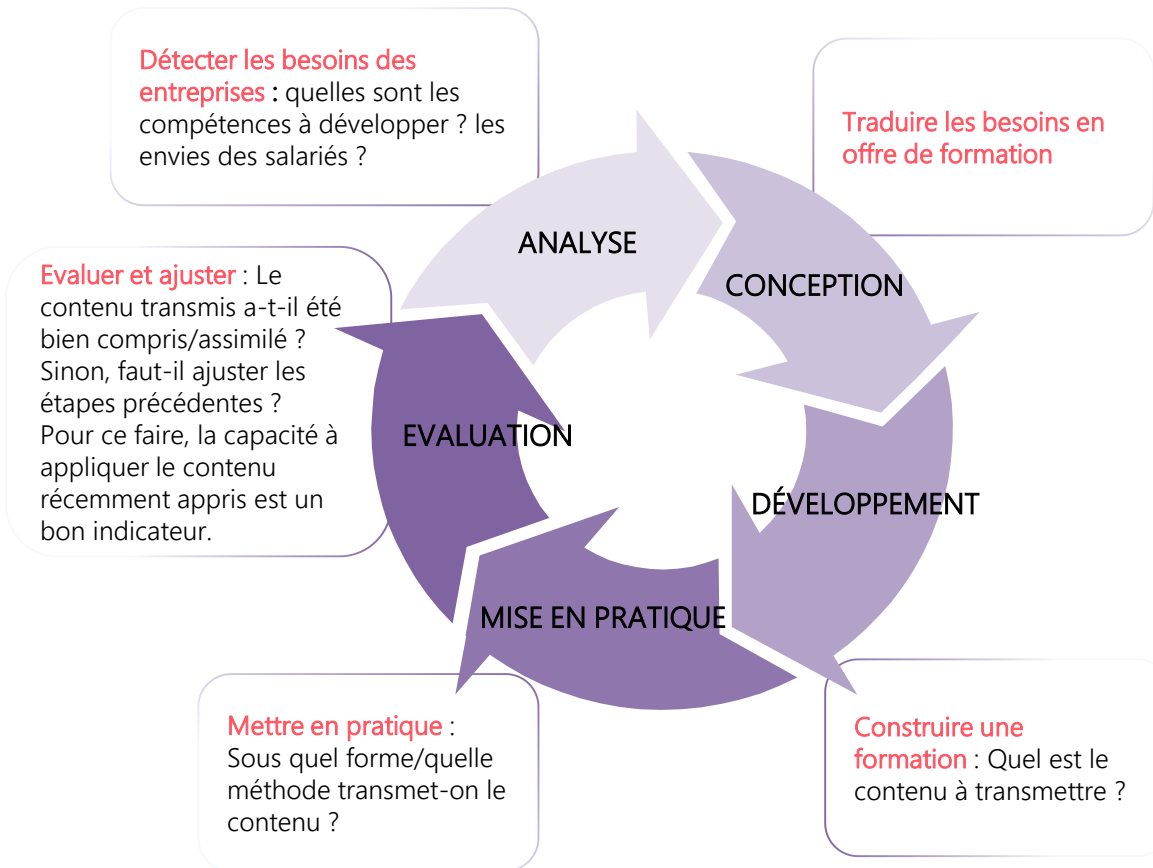 Détecter les besoins des
entreprises : quelles sont les
compétences à développer ? les
envies des salariés ?
Traduire les besoins en
offre de formation
ANALYSE
CONCEPTION
Evaluer et ajuster : Le
contenu transmis a-t-il été
bien compris/assimilé ?
Sinon, faut-il ajuster les
étapes précédentes ?
Pour ce faire, la capacité à
appliquer le contenu
récemment appris est un
bon indicateur.
EVALUATION
DÉVELOPPEMENT
MISE EN PRATIQUE
Mettre en pratique :
Sous quel forme/quelle
méthode transmet-on le
contenu ?
Construire une
formation : Quel est le
contenu à transmettre ?